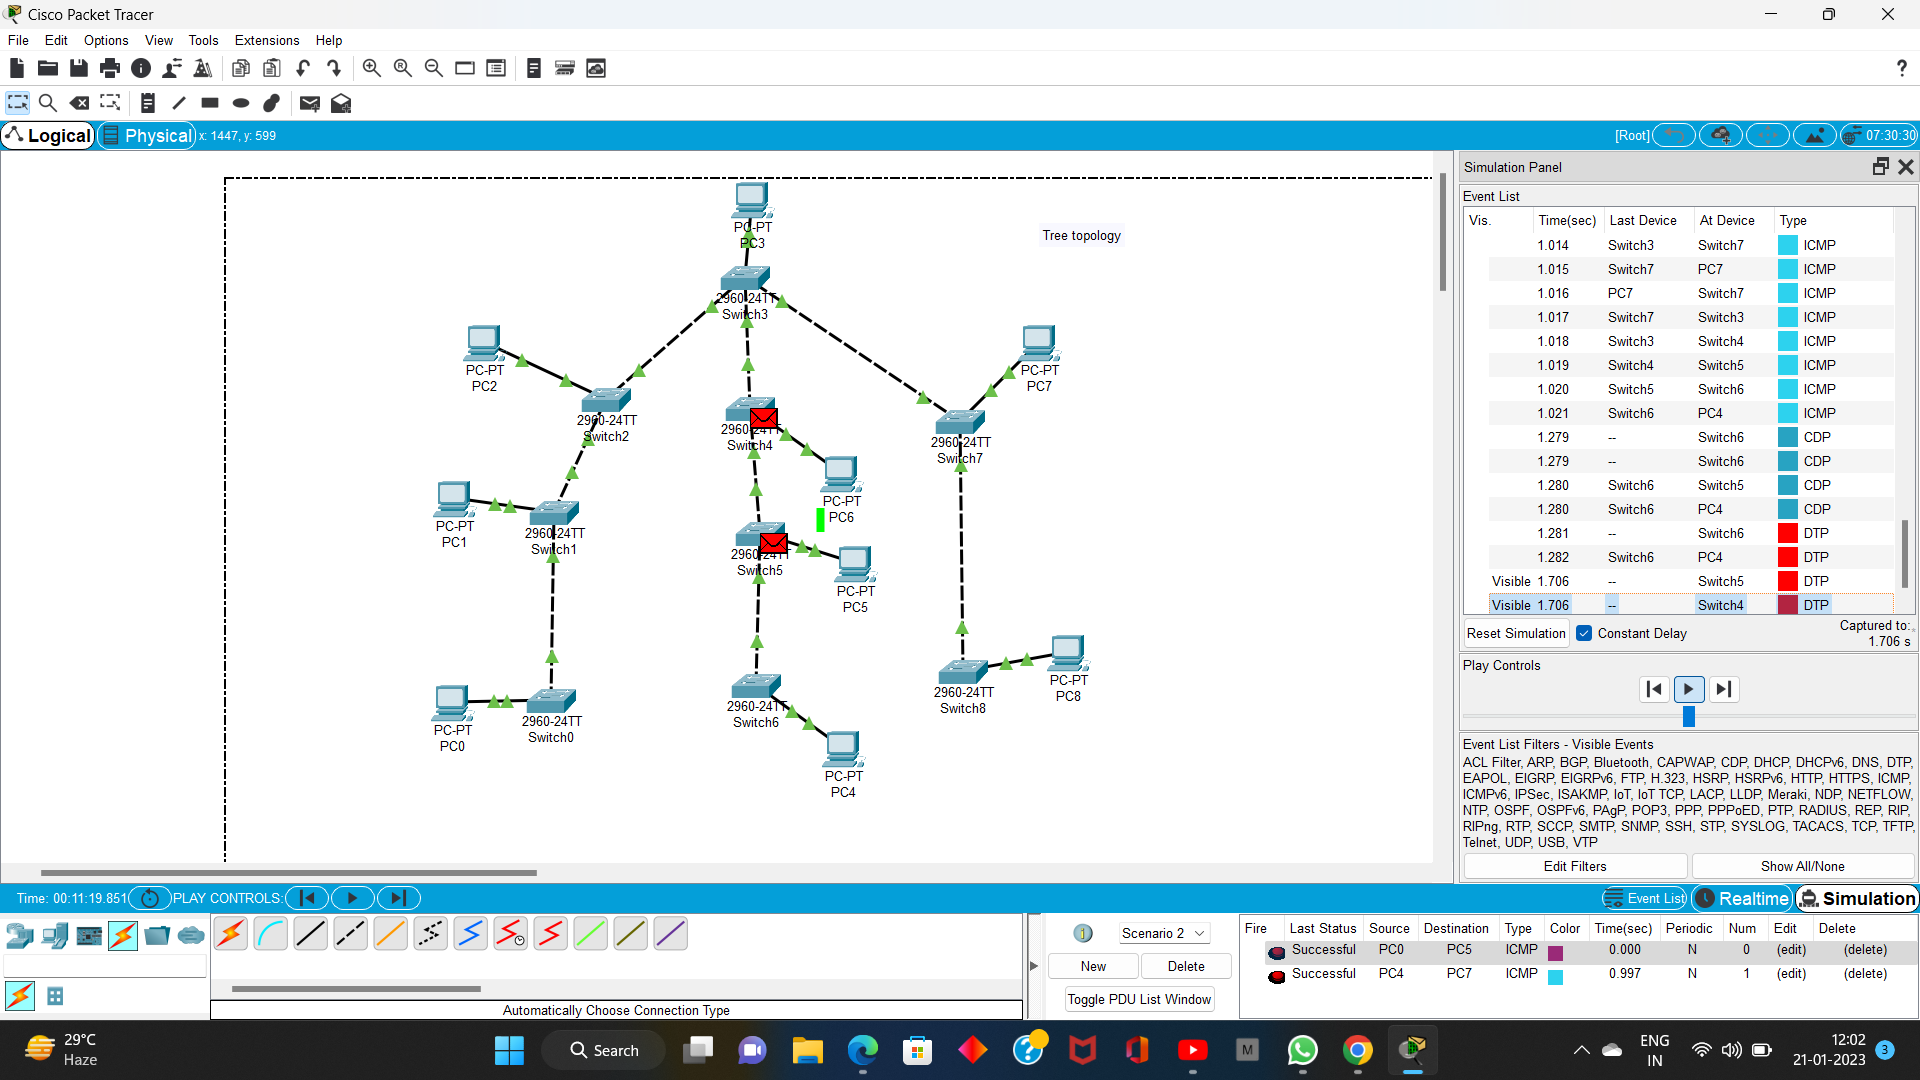 Cisco Packet Tracer
File Edit Options View Tools Extensions Help
Logical Physical x: 1447, y: 599 [Root] 07:30:30
Tree topology
PC-PT
PC3
2960-24TT
Switch3
PC-PT
PC2
2960-24TT
Switch2
PC-PT
PC1
2960-24TT
Switch1
PC-PT
PC0
2960-24TT
Switch0
2960-24TT
Switch4
PC-PT
PC6
2960-24TT
Switch5
PC-PT
PC5
2960-24TT
Switch6
PC-PT
PC4
PC-PT
PC7
2960-24TT
Switch7
2960-24TT
Switch8
PC-PT
PC8
Simulation Panel
Event List
Vis. Time(sec) Last Device At Device Type
1.014 Switch3 Switch7 ICMP
1.015 Switch7 PC7 ICMP
1.016 PC7 Switch7 ICMP
1.017 Switch7 Switch3 ICMP
1.018 Switch3 Switch4 ICMP
1.019 Switch4 Switch5 ICMP
1.020 Switch5 Switch6 ICMP
1.021 Switch6 PC4 ICMP
1.279 -- Switch6 CDP
1.279 -- Switch6 CDP
1.280 Switch6 Switch5 CDP
1.280 Switch6 PC4 CDP
1.281 -- Switch6 DTP
1.282 Switch6 PC4 DTP
Visible 1.706 -- Switch5 DTP
Visible 1.706 -- Switch4 DTP
Reset Simulation Constant Delay Captured to:
1.706 s
Play Controls
Event List Filters - Visible Events
ACL Filter, ARP, BGP, Bluetooth, CAPWAP, CDP, DHCP, DHCPv6, DNS, DTP,
EAPOL, EIGRP, EIGRPv6, FTP, H.323, HSRP, HSRPv6, HTTP, HTTPS, ICMP,
ICMPv6, IPSec, ISAKMP, IoT, IoT TCP, LACP, LLDP, Meraki, NDP, NETFLOW,
NTP, OSPF, OSPFv6, PAgP, POP3, PPP, PPPoED, PTP, RADIUS, REP, RIP,
RIPng, RTP, SCCP, SMTP, SNMP, SSH, STP, SYSLOG, TACACS, TCP, TFTP,
Telnet, UDP, USB, VTP
Edit Filters Show All/None
Time: 00:11:19.851 PLAY CONTROLS: Event List Realtime Simulation
Automatically Choose Connection Type
1 Scenario 2
New Delete
Toggle PDU List Window
Fire Last Status Source Destination Type Color Time(sec) Periodic Num Edit Delete
Successful PC0 PC5 ICMP 0.000 N 0 (edit) (delete)
Successful PC4 PC7 ICMP 0.997 N 1 (edit) (delete)
29°C
Haze
Search
M
ENG
IN
12:02
21-01-2023
3